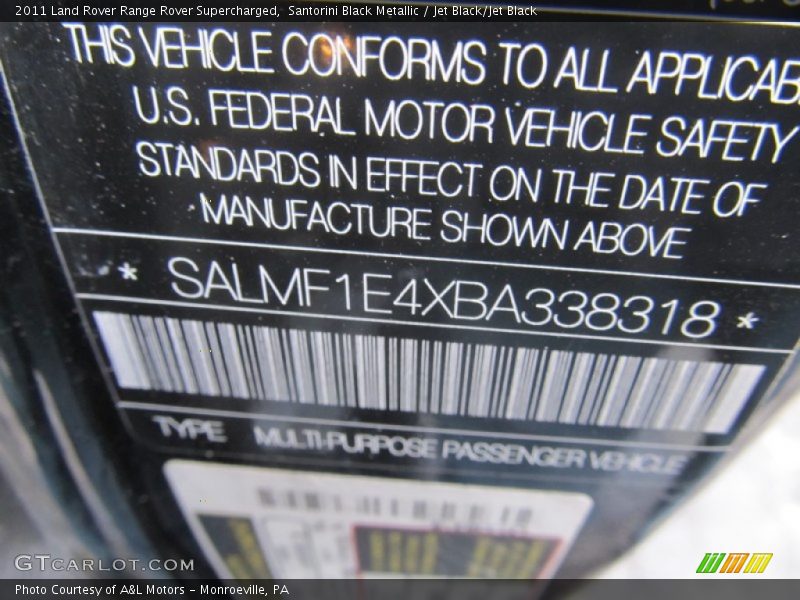 2011 Land Rover Range Rover Supercharged,  Santorini Black Metallic / Jet Black/Jet Black
THIS VEHICLE CONFORMS TO ALL APPLICAB
U.S. FEDERAL MOTOR VEHICLE SAFETY
STANDARDS IN EFFECT ON THE DATE OF
MANUFACTURE SHOWN ABOVE
* SALMF1E4XBA338318 *
TYPE MULTI-PURPOSE PASSENGER VEHICLE
GTCARLOT.COM
Photo Courtesy of A&L Motors - Monroeville, PA